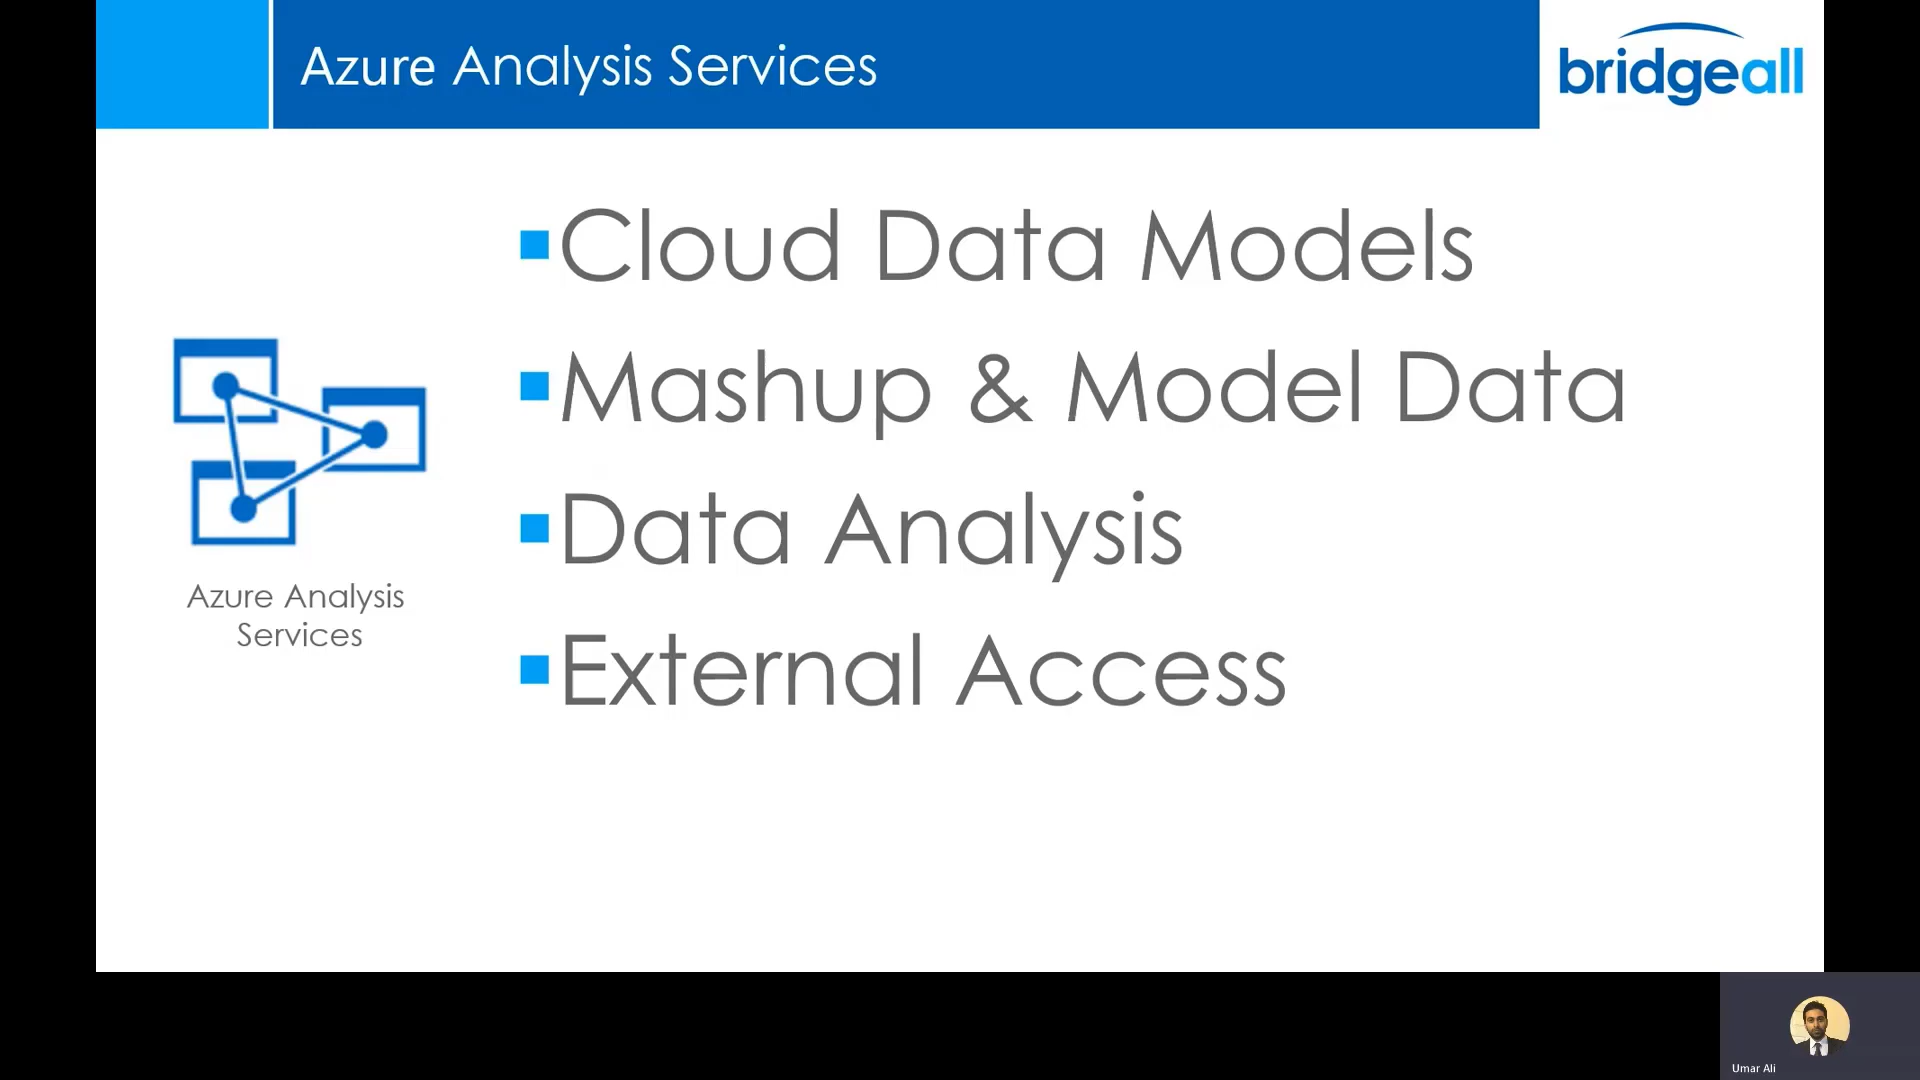 Azure Analysis Services
bridgeall
Cloud Data Models
Mashup & Model Data
Data Analysis
External Access
Azure Analysis
Services
Umar Ali